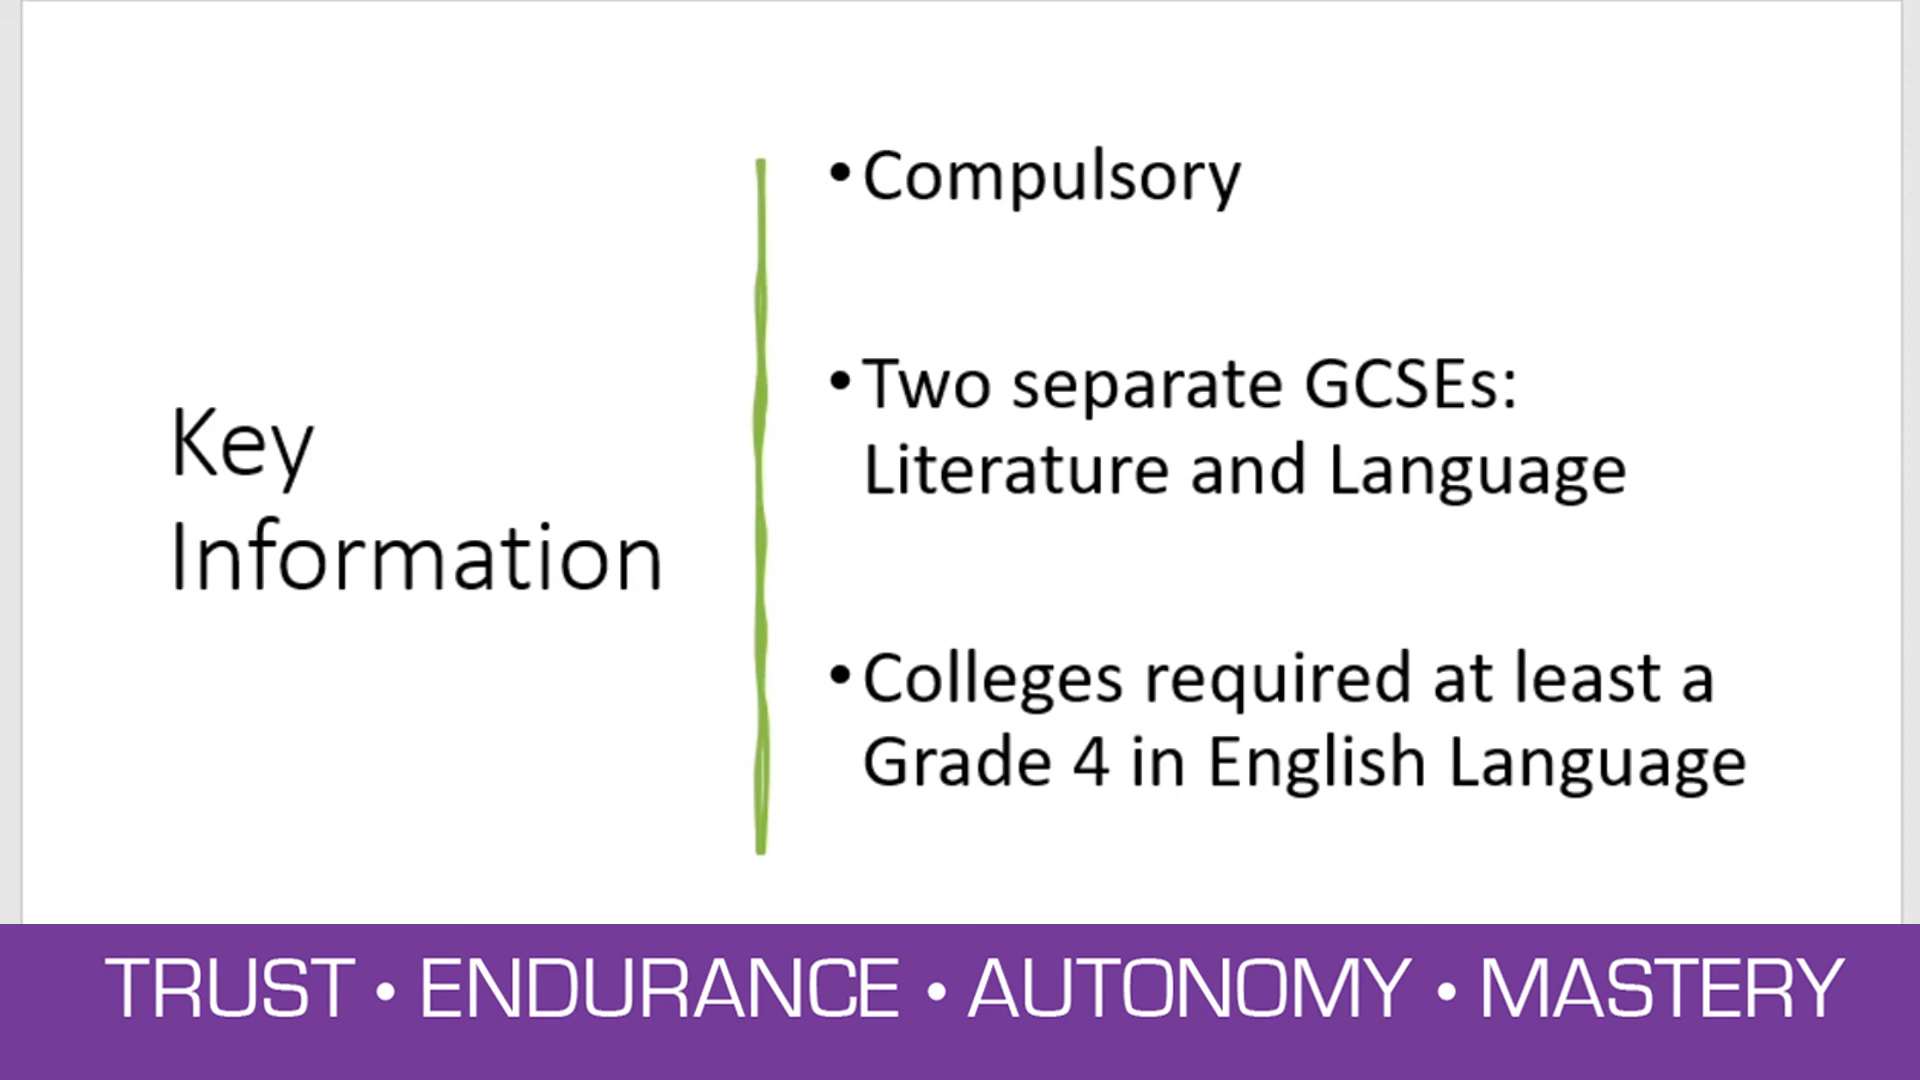 Key
Information
• Compulsory
• Two separate GCSEs:
Literature and Language
• Colleges required at least a
Grade 4 in English Language
TRUST • ENDURANCE • AUTONOMY • MASTERY